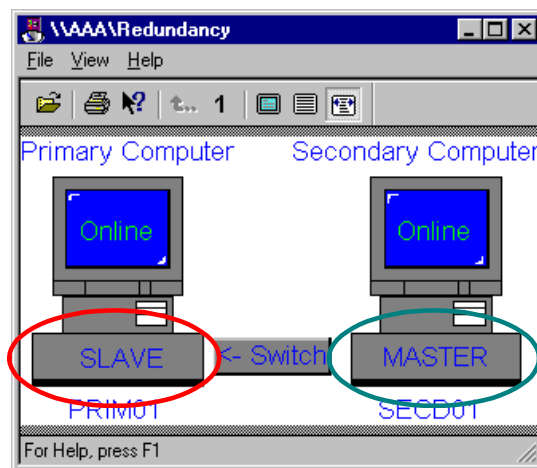 \\AAA\Redundancy
File View Help
1
Primary Computer Secondary Computer
Online Online
SLAVE <- Switch MASTER
PRIM01 SECD01
For Help, press F1